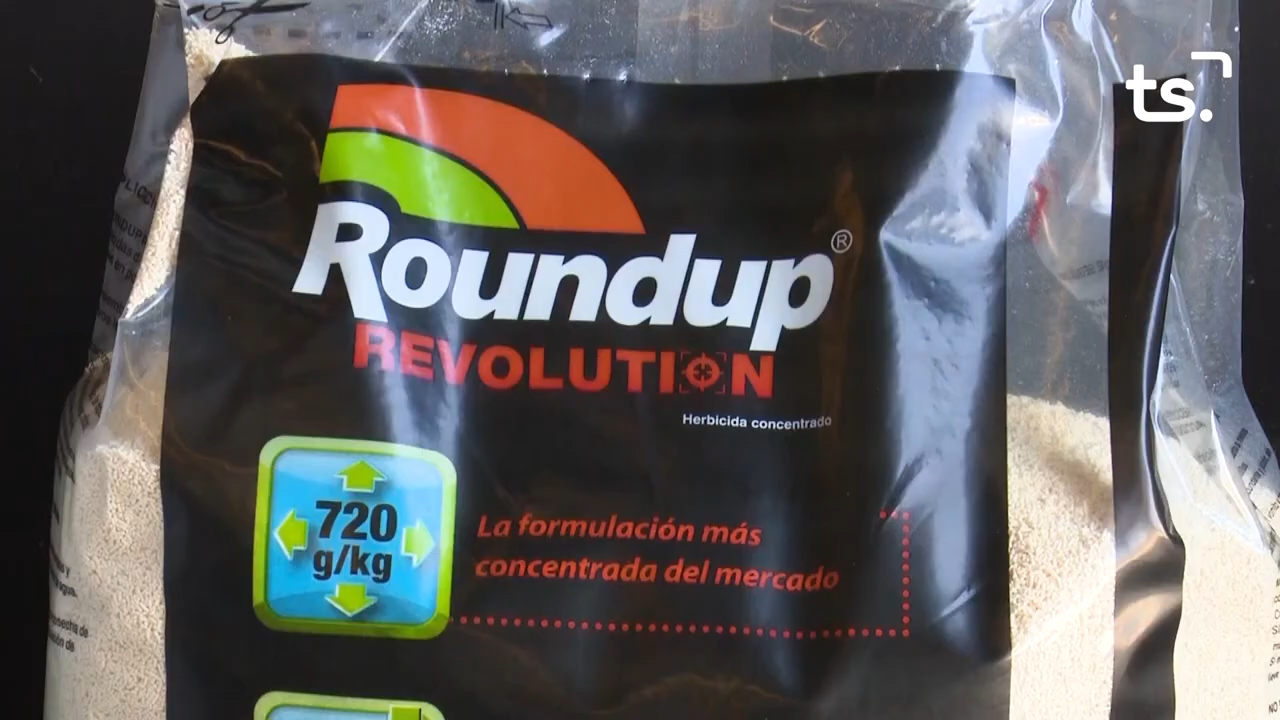 ts.
Roundup®
REVOLUTION
Herbicida concentrado
720
g/kg
La formulación más
concentrada del mercado